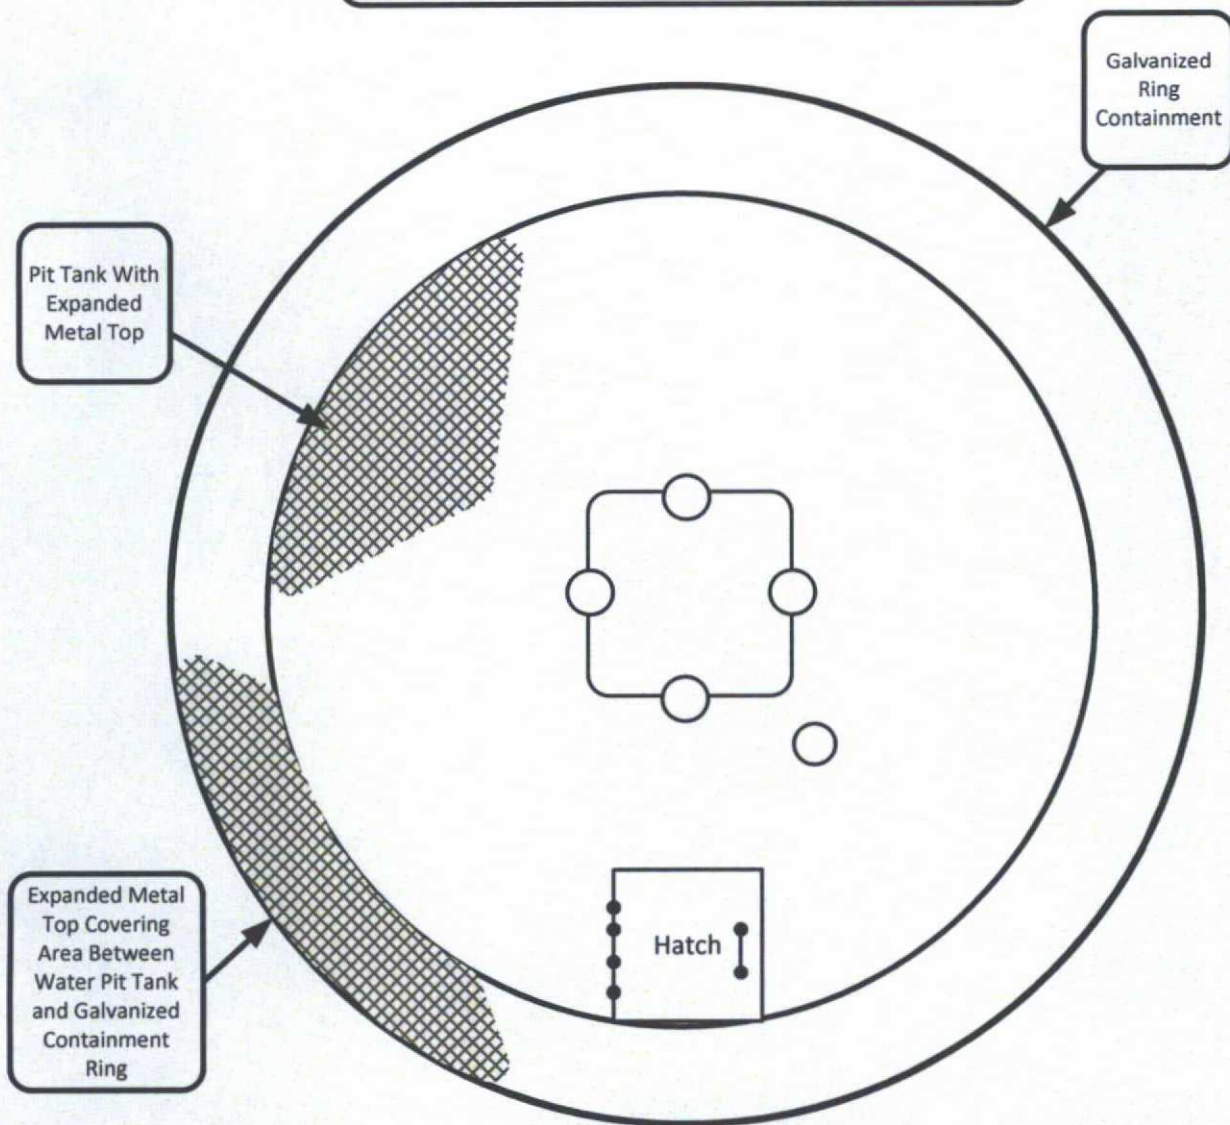 Galvanized
Ring
Containment
Pit Tank With
Expanded
Metal Top
Expanded Metal
Top Covering
Area Between
Water Pit Tank
and Galvanized
Containment
Ring
Hatch